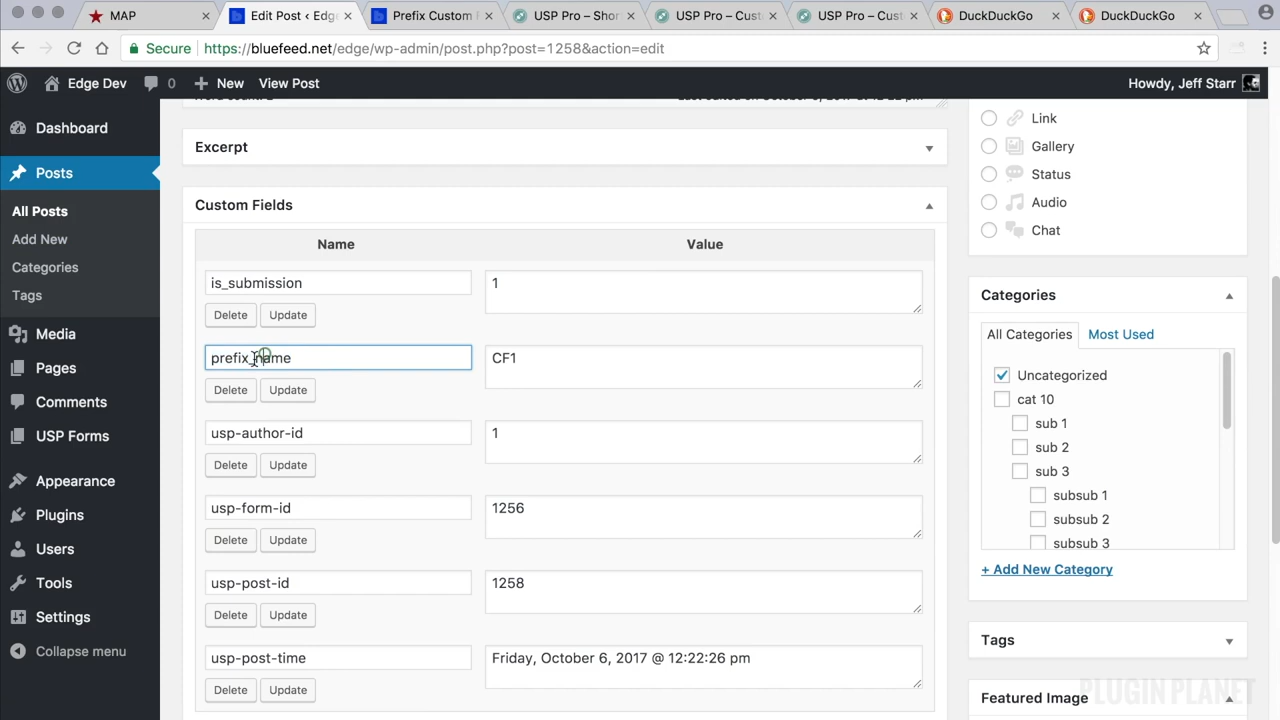 MAP
Edit Post ‹ Edge
Prefix Custom F
USP Pro – Shor
USP Pro – Cust
USP Pro – Cust
DuckDuckGo
DuckDuckGo
Secure
https://bluefeed.net/edge/wp-admin/post.php?post=1258&action=edit
Edge Dev
0
New
View Post
Howdy, Jeff Starr
Dashboard
Posts
All Posts
Add New
Categories
Tags
Media
Pages
Comments
USP Forms
Appearance
Plugins
Users
Tools
Settings
Collapse menu
Excerpt
Custom Fields
Name Value
is_submission 1
Delete Update
prefix_name CF1
Delete Update
usp-author-id 1
Delete Update
usp-form-id 1256
Delete Update
usp-post-id 1258
Delete Update
usp-post-time Friday, October 6, 2017 @ 12:22:26 pm
Delete Update
Link
Gallery
Status
Audio
Chat
Categories
All Categories Most Used
Uncategorized
cat 10
sub 1
sub 2
sub 3
subsub 1
subsub 2
subsub 3
+ Add New Category
Tags
Featured Image
PLUGIN PLANET